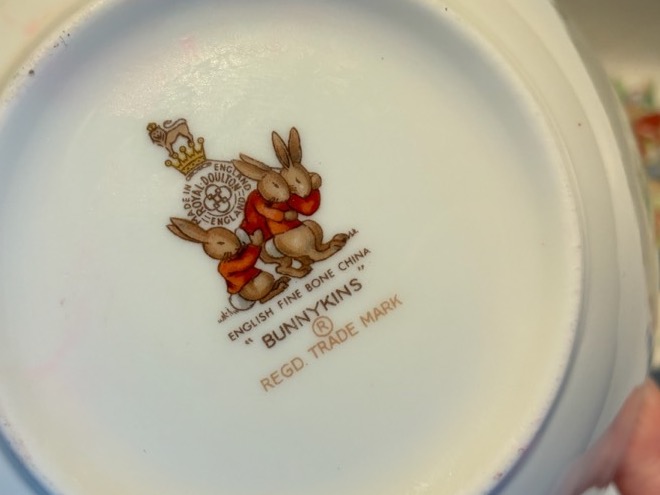 MADE IN ENGLAND
ROYAL·DOULTON
ENGLAND
ENGLISH FINE BONE CHINA
"BUNNYKINS"
®
REGD. TRADE MARK